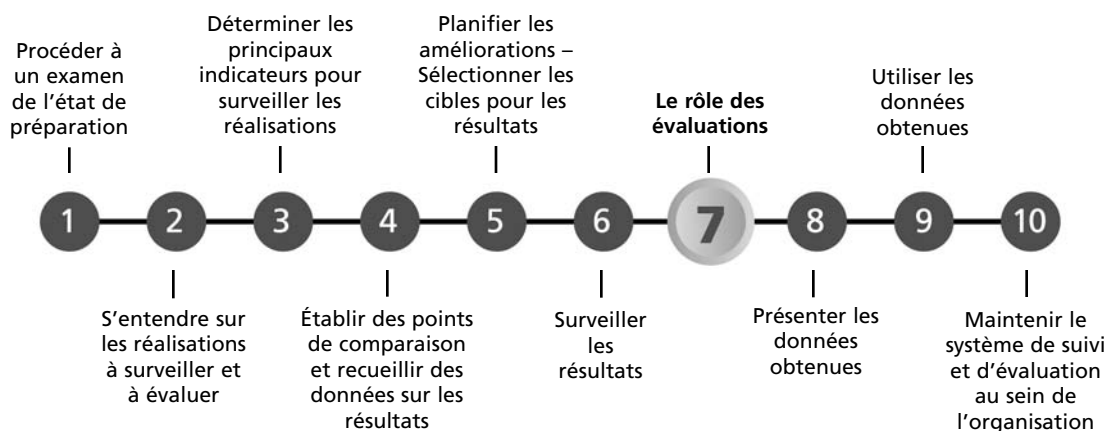 Procéder à
un examen
de l’état de
préparation
Déterminer les
principaux
indicateurs pour
surveiller les
réalisations
Planifier les
améliorations –
Sélectionner les
cibles pour les
résultats
Le rôle des
évaluations
Utiliser les
données
obtenues
1
2
3
4
5
6
7
8
9
10
S’entendre sur
les réalisations
à surveiller et
à évaluer
Établir des points
de comparaison
et recueillir des
données sur les
résultats
Surveiller
les
résultats
Présenter les
données
obtenues
Maintenir le
système de suivi
et d’évaluation
au sein de
l’organisation